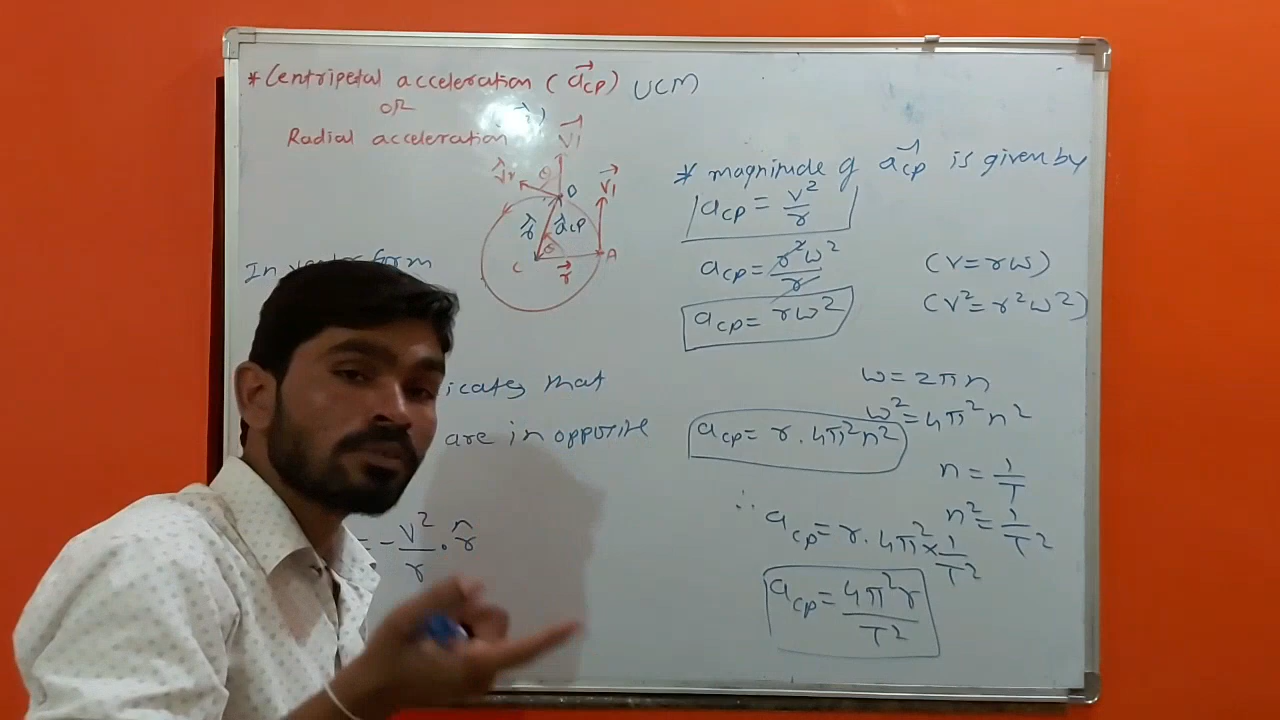 * Centripetal acceleration (a⃗cp) UCM
OR
Radial acceleration
V⃗1
V⃗r
θ
D
V⃗1
r⃗
a⃗cp
θ
C
r⃗
A
In vector form
icates that
are in opposite
= - v²/r · r̂
* magnitude of a⃗cp is given by
acp = v²/r
acp = r²ω²/r
(v = rω)
acp = rω²
(v² = r²ω²)
ω = 2πn
ω² = 4π²n²
acp = r . 4π²n²
n = 1/T
n² = 1/T²
∴ acp = r . 4π² × 1/T²
acp = 4π²r/T²